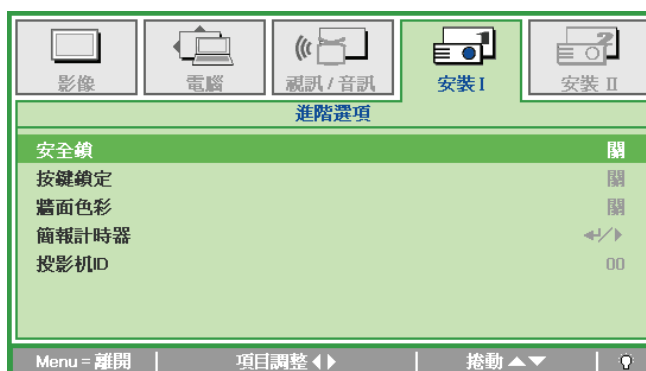 影像 電腦 視訊 / 音訊 安裝 I 安裝 II
進階選項
安全鎖 關
按鍵鎖定 關
牆面色彩 關
簡報計時器 /
投影机ID 00
Menu = 離開 項目調整 捲動